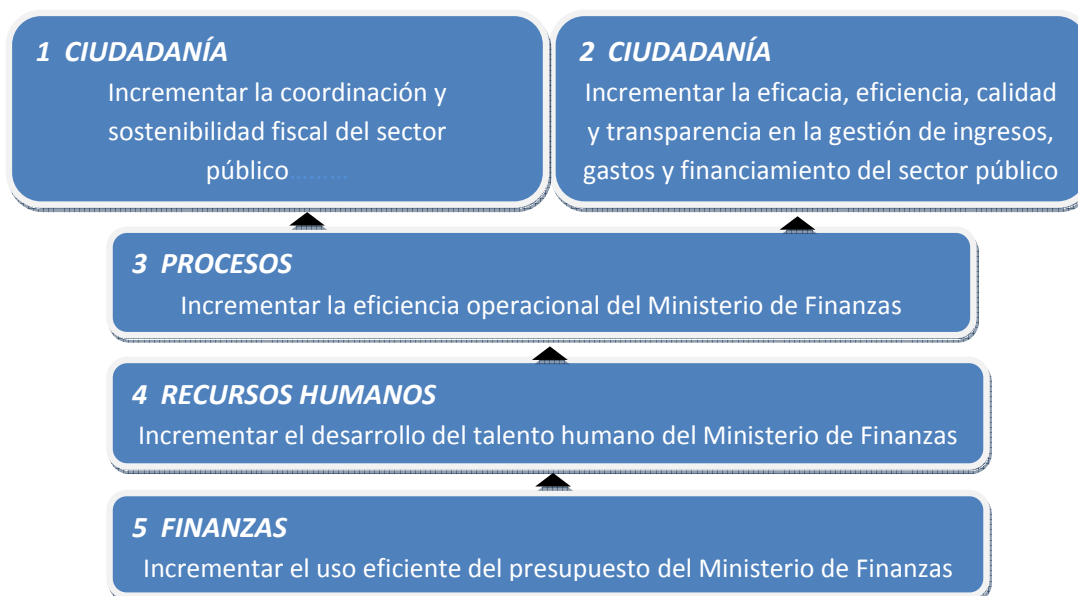 1 CIUDADANÍA
Incrementar la coordinación y
sostenibilidad fiscal del sector
público.........
2 CIUDADANÍA
Incrementar la eficacia, eficiencia, calidad
y transparencia en la gestión de ingresos,
gastos y financiamiento del sector público
3 PROCESOS
Incrementar la eficiencia operacional del Ministerio de Finanzas
4 RECURSOS HUMANOS
Incrementar el desarrollo del talento humano del Ministerio de Finanzas
5 FINANZAS
Incrementar el uso eficiente del presupuesto del Ministerio de Finanzas